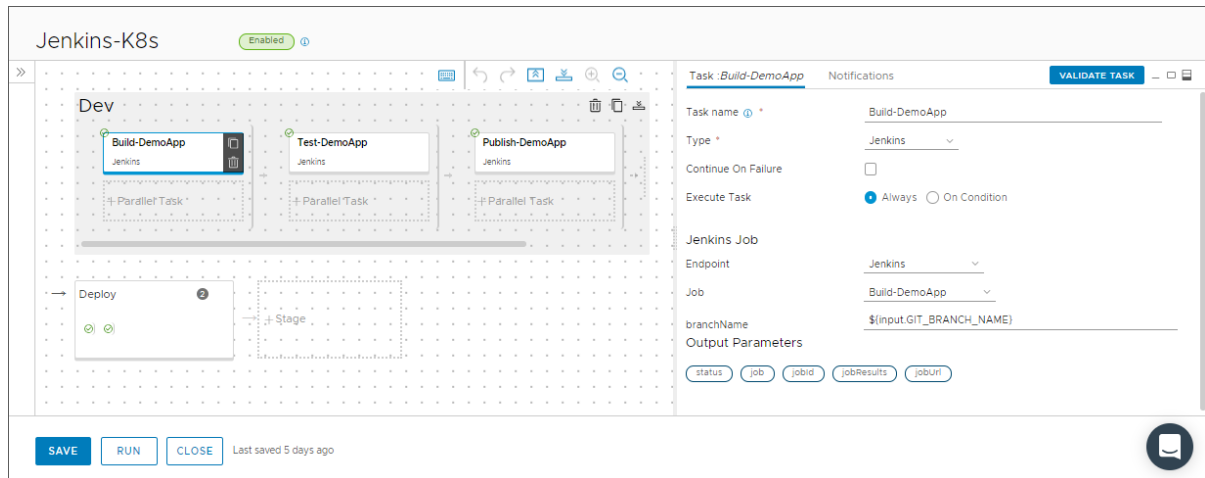 Jenkins-K8s
Enabled
Dev
Build-DemoApp
Jenkins
+ Parallel Task
Test-DemoApp
Jenkins
+ Parallel Task
Publish-DemoApp
Jenkins
+ Parallel Task
Deploy
2
+ Stage
Task :Build-DemoApp
Notifications
VALIDATE TASK
Task name *
Build-DemoApp
Type *
Jenkins
Continue On Failure
Execute Task
Always
On Condition
Jenkins Job
Endpoint
Jenkins
Job
Build-DemoApp
branchName
${input.GIT_BRANCH_NAME}
Output Parameters
status
job
jobId
jobResults
jobUrl
SAVE
RUN
CLOSE
Last saved 5 days ago